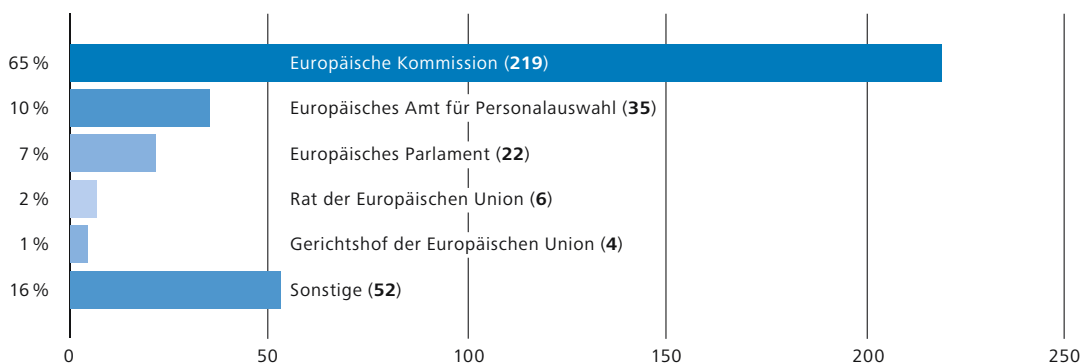 65 % Europäische Kommission (219)
10 % Europäisches Amt für Personalauswahl (35)
7 % Europäisches Parlament (22)
2 % Rat der Europäischen Union (6)
1 % Gerichtshof der Europäischen Union (4)
16 % Sonstige (52)
0 50 100 150 200 250